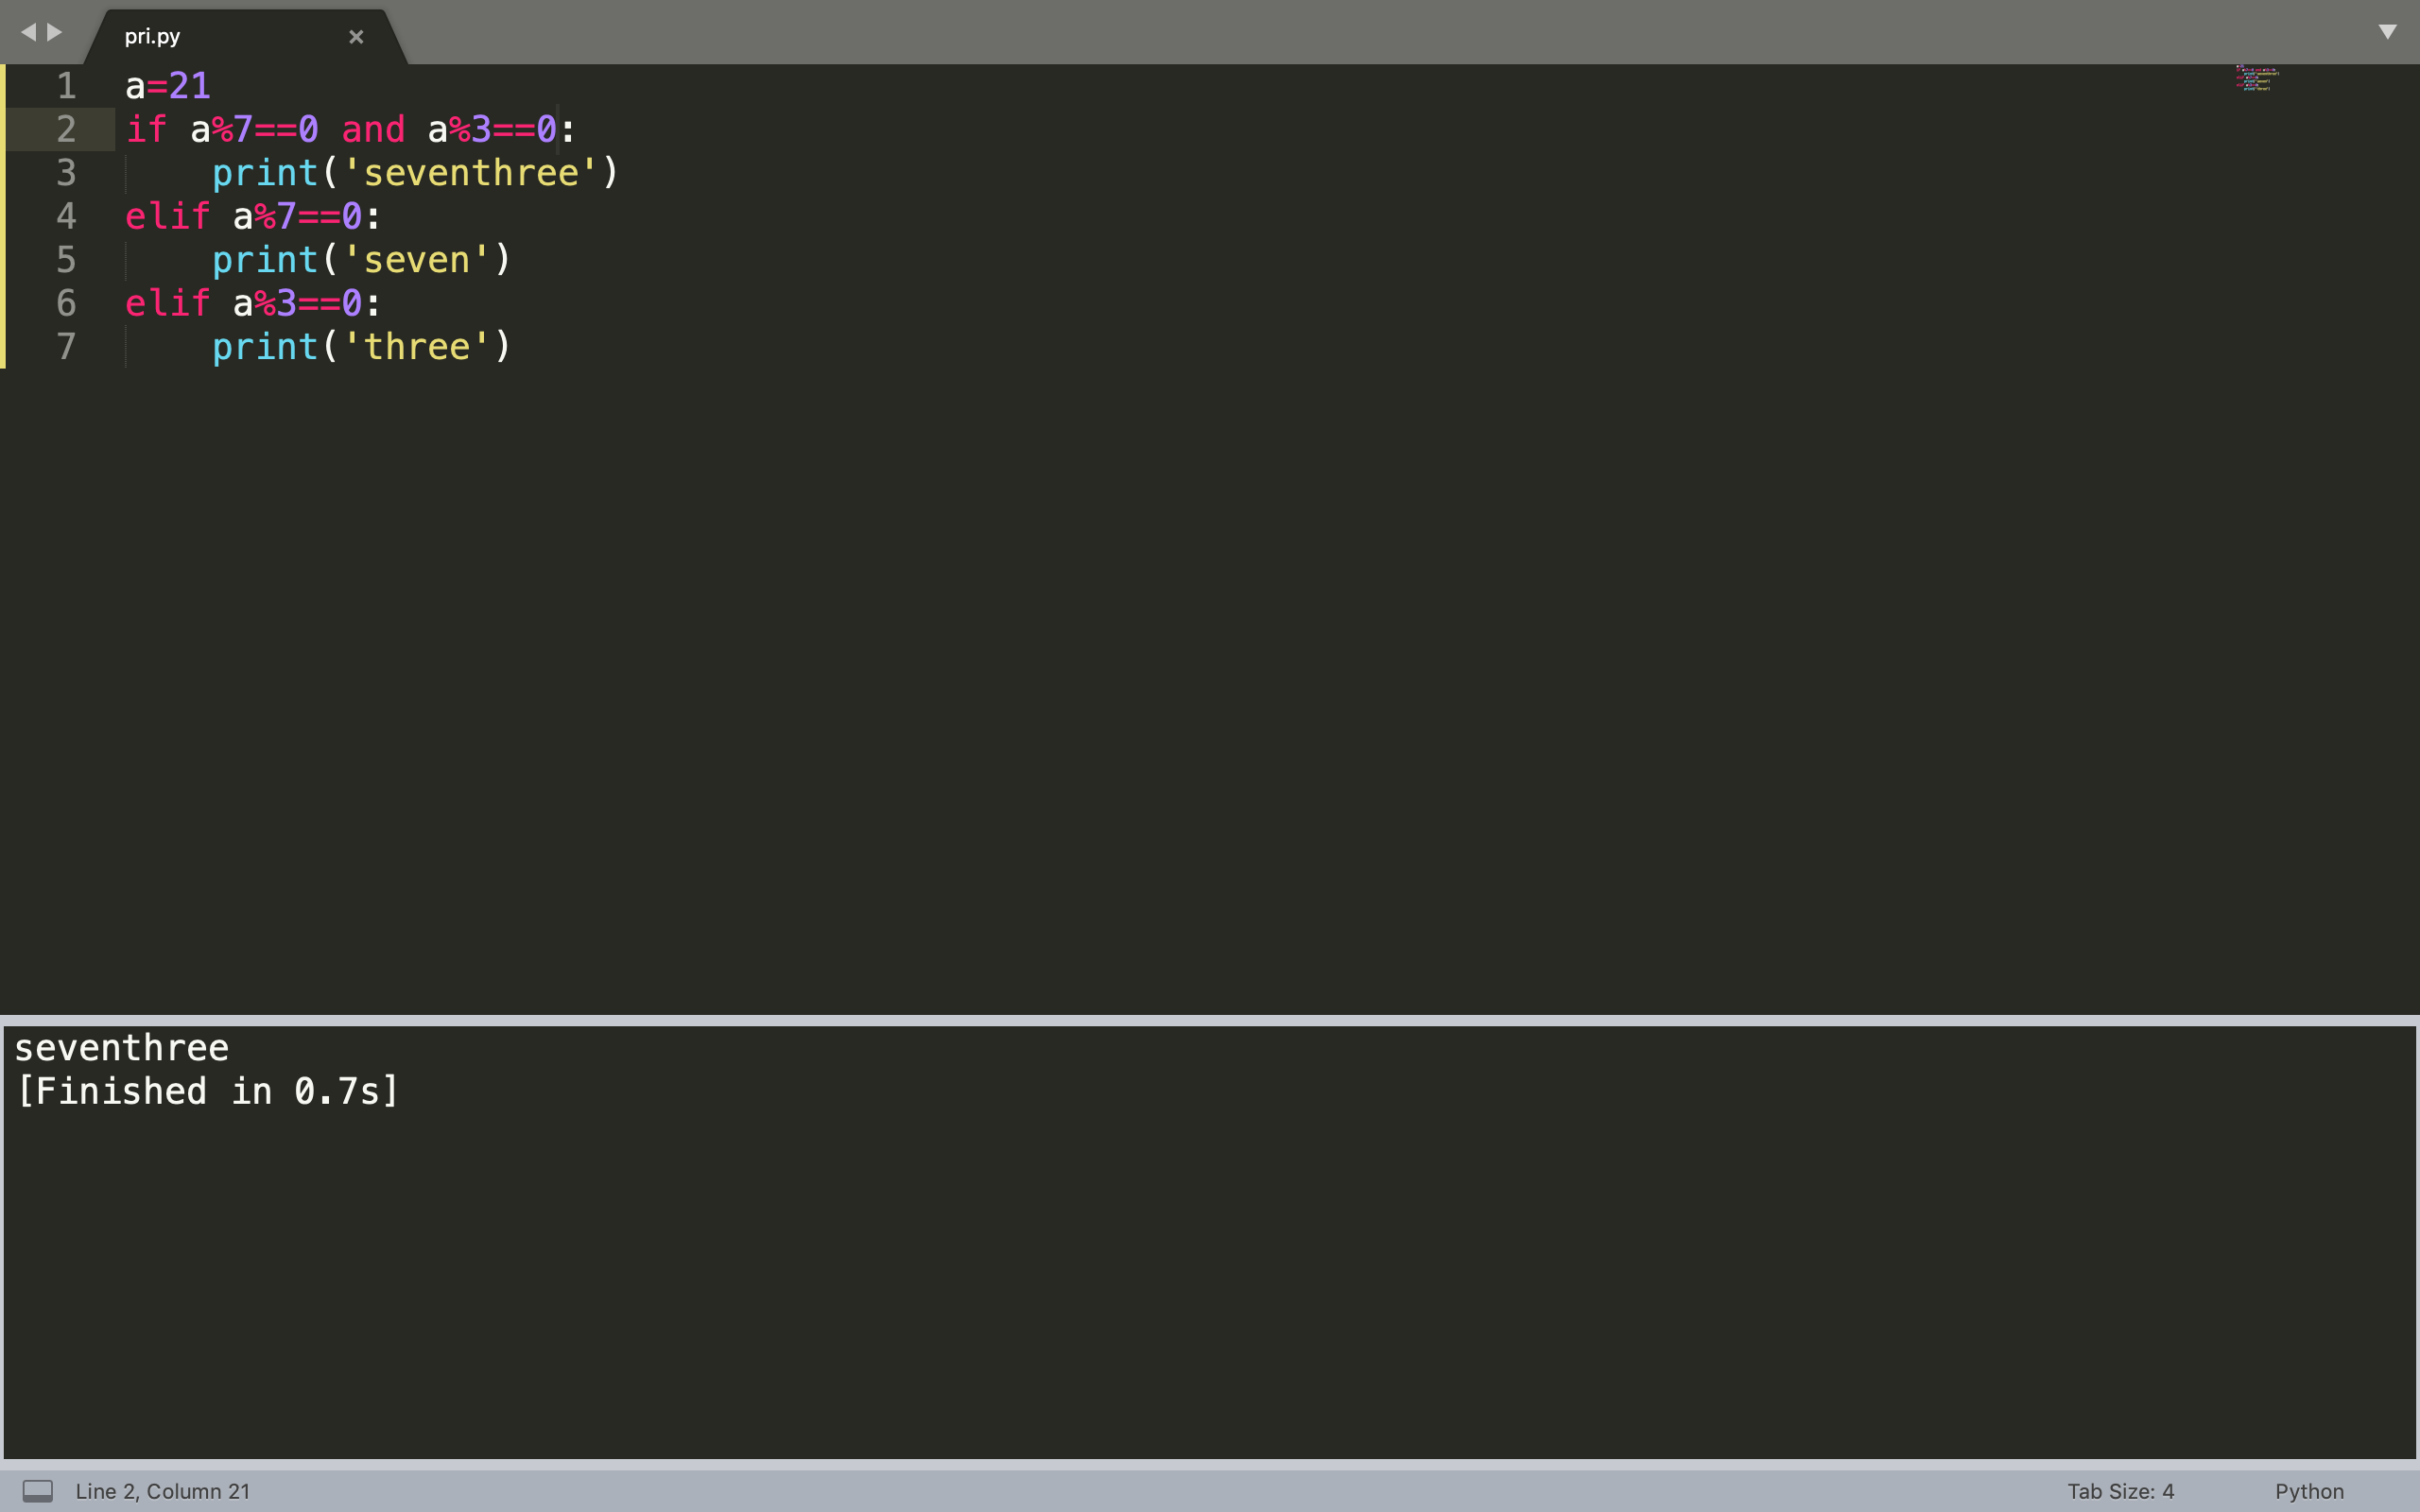 pri.py
1 a=21
2 if a%7==0 and a%3==0:
3     print('seventhree')
4 elif a%7==0:
5     print('seven')
6 elif a%3==0:
7     print('three')
seventhree
[Finished in 0.7s]
Line 2, Column 21 Tab Size: 4 Python